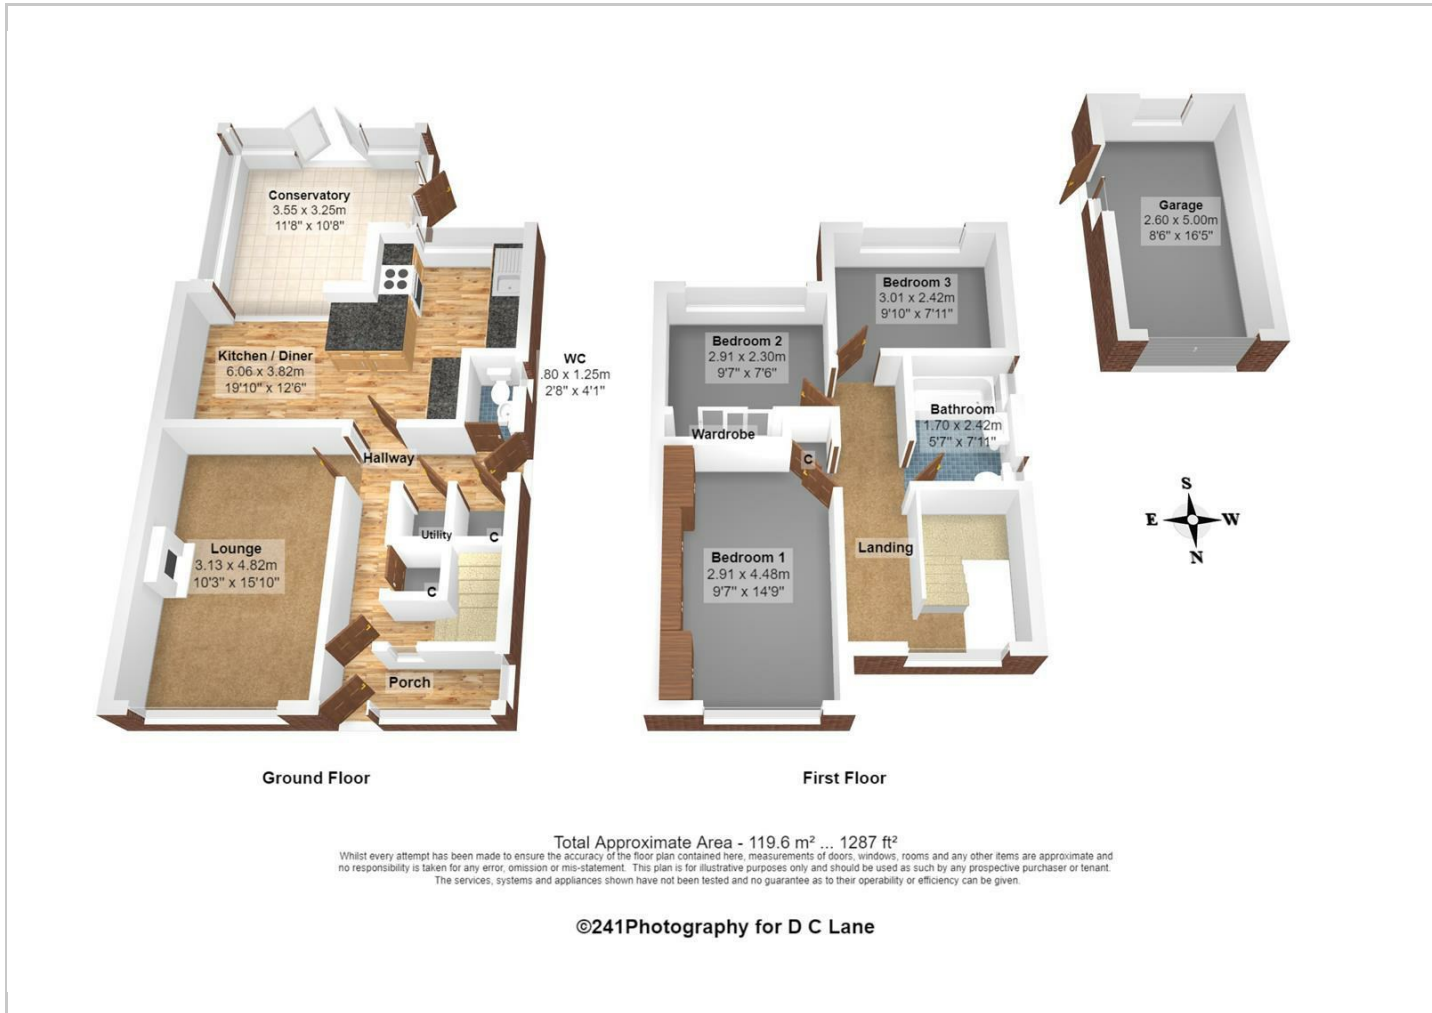 Conservatory
3.55 x 3.25m
11'8" x 10'8"
Kitchen / Diner
6.06 x 3.82m
19'10" x 12'6"
WC
.80 x 1.25m
2'8" x 4'1"
Hallway
Utility
C
C
Lounge
3.13 x 4.82m
10'3" x 15'10"
Porch
Ground Floor
Bedroom 3
3.01 x 2.42m
9'10" x 7'11"
Bedroom 2
2.91 x 2.30m
9'7" x 7'6"
Wardrobe
C
Bathroom
1.70 x 2.42m
5'7" x 7'11"
Landing
Bedroom 1
2.91 x 4.48m
9'7" x 14'9"
First Floor
Garage
2.60 x 5.00m
8'6" x 16'5"
S
E W
N
Total Approximate Area - 119.6 m² ... 1287 ft²
Whilst every attempt has been made to ensure the accuracy of the floor plan contained here, measurements of doors, windows, rooms and any other items are approximate and
no responsibility is taken for any error, omission or mis-statement. This plan is for illustrative purposes only and should be used as such by any prospective purchaser or tenant.
The services, systems and appliances shown have not been tested and no guarantee as to their operability or efficiency can be given.
©241Photography for D C Lane